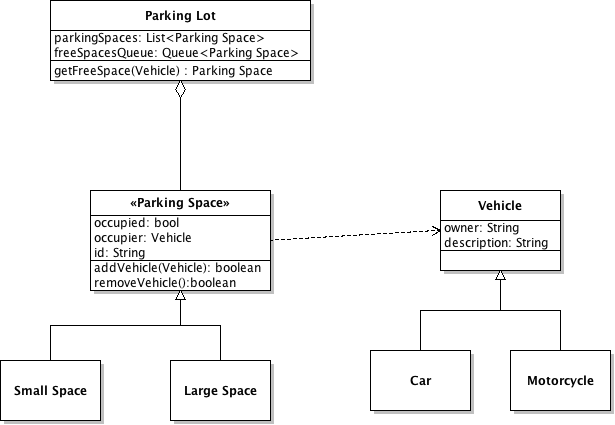 Parking Lot
parkingSpaces: List<Parking Space>
freeSpacesQueue: Queue<Parking Space>
getFreeSpace(Vehicle) : Parking Space
«Parking Space»
occupied: bool
occupier: Vehicle
id: String
addVehicle(Vehicle): boolean
removeVehicle():boolean
Vehicle
owner: String
description: String
Small Space
Large Space
Car
Motorcycle